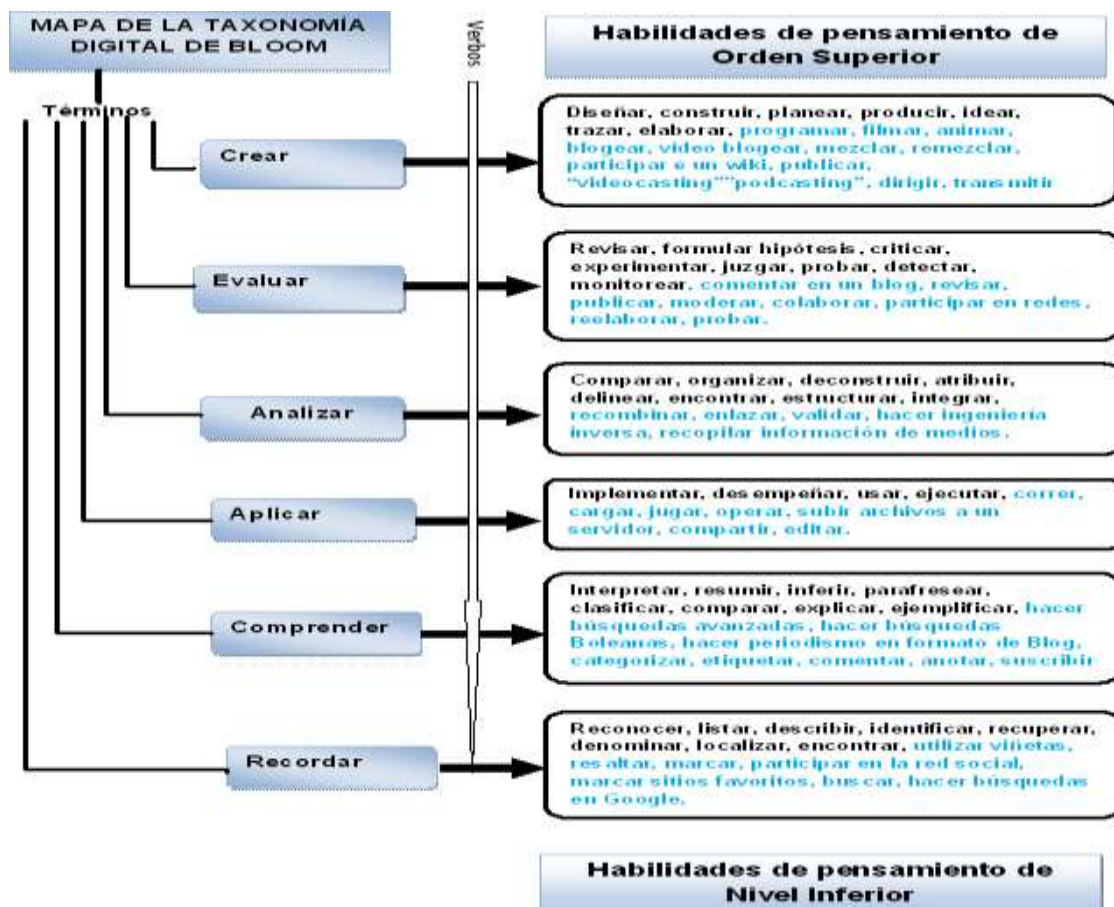 MAPA DE LA TAXONOMÍA
DIGITAL DE BLOOM
Verbos
Habilidades de pensamiento de
Orden Superior
Términos
Crear
Diseñar, construir, planear, producir, idear,
trazar, elaborar, programar, filmar, animar,
blogear, video blogear, mezclar, remezclar,
participar e un wiki, publicar,
"videocasting""podcasting", dirigir, transmitir
Evaluar
Revisar, formular hipótesis, criticar,
experimentar, juzgar, probar, detectar,
monitorear, comentar en un blog, revisar,
publicar, moderar, colaborar, participar en redes,
reelaborar, probar.
Analizar
Comparar, organizar, deconstruir, atribuir,
delinear, encontrar, estructurar, integrar,
recombinar, enlazar, validar, hacer ingeniería
inversa, recopilar información de medios.
Aplicar
Implementar, desempeñar, usar, ejecutar, correr,
cargar, jugar, operar, subir archivos a un
servidor, compartir, editar.
Comprender
Interpretar, resumir, inferir, parafresear,
clasificar, comparar, explicar, ejemplificar, hacer
búsquedas avanzadas, hacer búsquedas
Boleanas, hacer periodismo en formato de Blog,
categorizar, etiquetar, comentar, anotar, suscribir
Recordar
Reconocer, listar, describir, identificar, recuperar,
denominar, localizar, encontrar, utilizar viñetas,
resaltar, marcar, participar en la red social,
marcar sitios favoritos, buscar, hacer búsquedas
en Google.
Habilidades de pensamiento de
Nivel Inferior